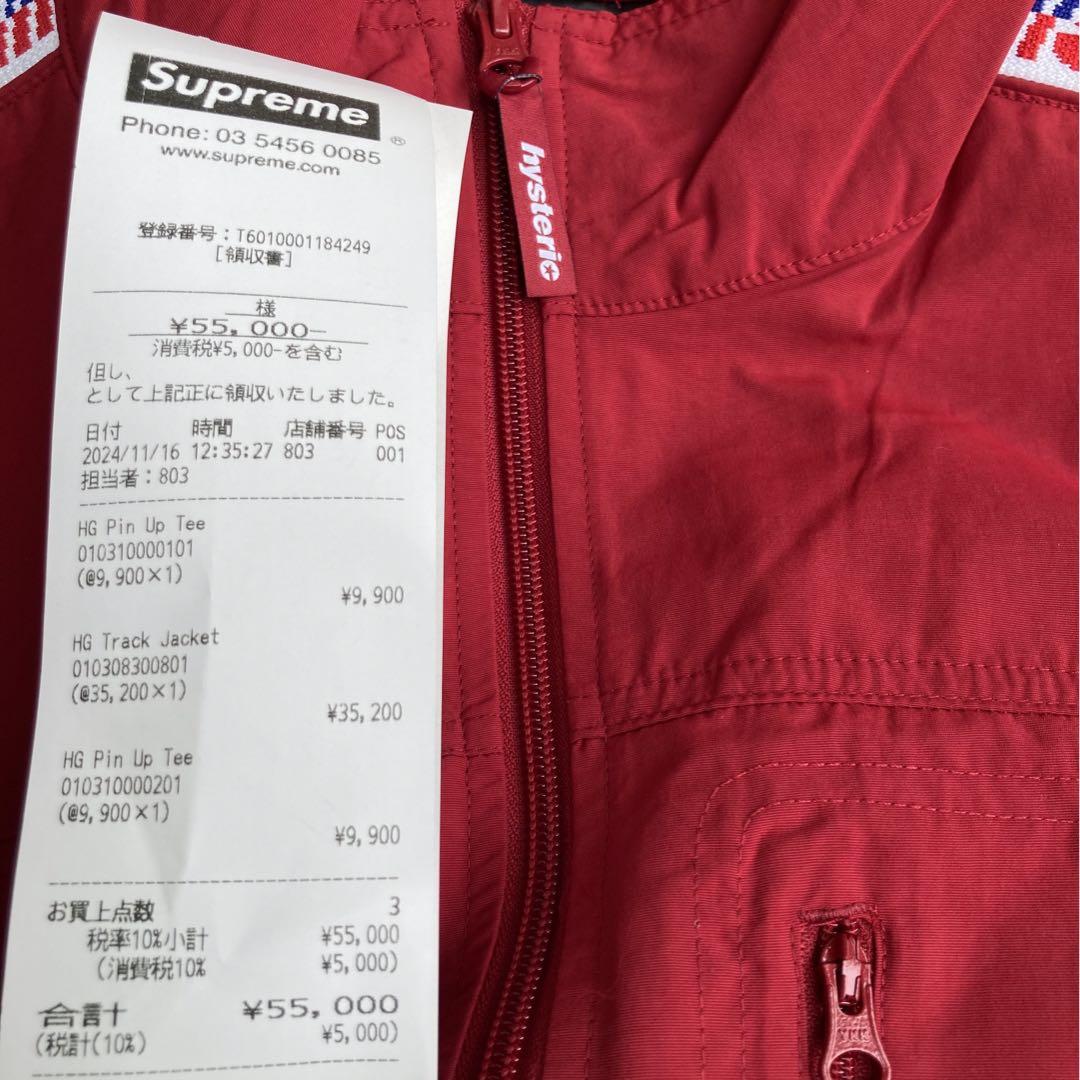 Supreme®
Phone: 03 5456 0085
www.supreme.com
登録番号：T6010001184249
[領収書]
様
¥55,000-
消費税¥5,000-を含む
但し、
として上記正に領収いたしました。
日付 時間 店舗番号 POS
2024/11/16 12:35:27 803 001
担当者：803
HG Pin Up Tee
010310000101
(@9,900×1)
¥9,900
HG Track Jacket
010308300801
(@35,200×1)
¥35,200
HG Pin Up Tee
010310000201
(@9,900×1)
¥9,900
お買上点数 3
税率10%小計 ¥55,000
(消費税10% ¥5,000)
合計 ¥55,000
(税計(10%) ¥5,000)
hysteric
YKK
YKK